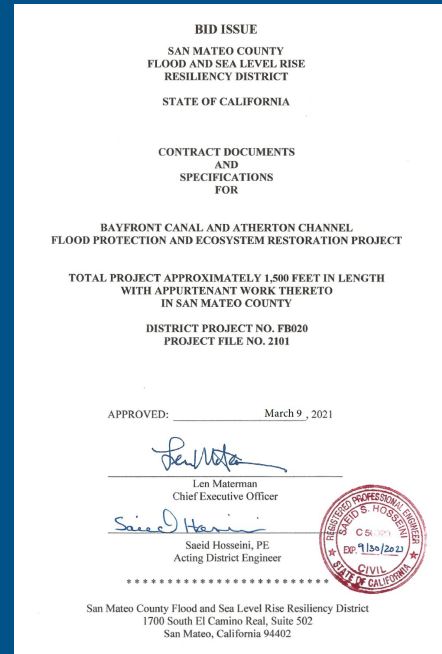 BID ISSUE
SAN MATEO COUNTY
FLOOD AND SEA LEVEL RISE
RESILIENCY DISTRICT
STATE OF CALIFORNIA
CONTRACT DOCUMENTS
AND
SPECIFICATIONS
FOR
BAYFRONT CANAL AND ATHERTON CHANNEL
FLOOD PROTECTION AND ECOSYSTEM RESTORATION PROJECT
TOTAL PROJECT APPROXIMATELY 1,500 FEET IN LENGTH
WITH APPURTENANT WORK THERETO
IN SAN MATEO COUNTY
DISTRICT PROJECT NO. FB020
PROJECT FILE NO. 2101
APPROVED: March 9, 2021
Len Materman
Chief Executive Officer
Saeid Hosseini, PE
Acting District Engineer
REGISTERED PROFESSIONAL ENGINEER
SAEID S. HOSSEINI
EXP. 9/30/2021
CIVIL
STATE OF CALIFORNIA
* * * * * * * * * * * * * * * * * * * * * * * * *
San Mateo County Flood and Sea Level Rise Resiliency District
1700 South El Camino Real, Suite 502
San Mateo, California 94402